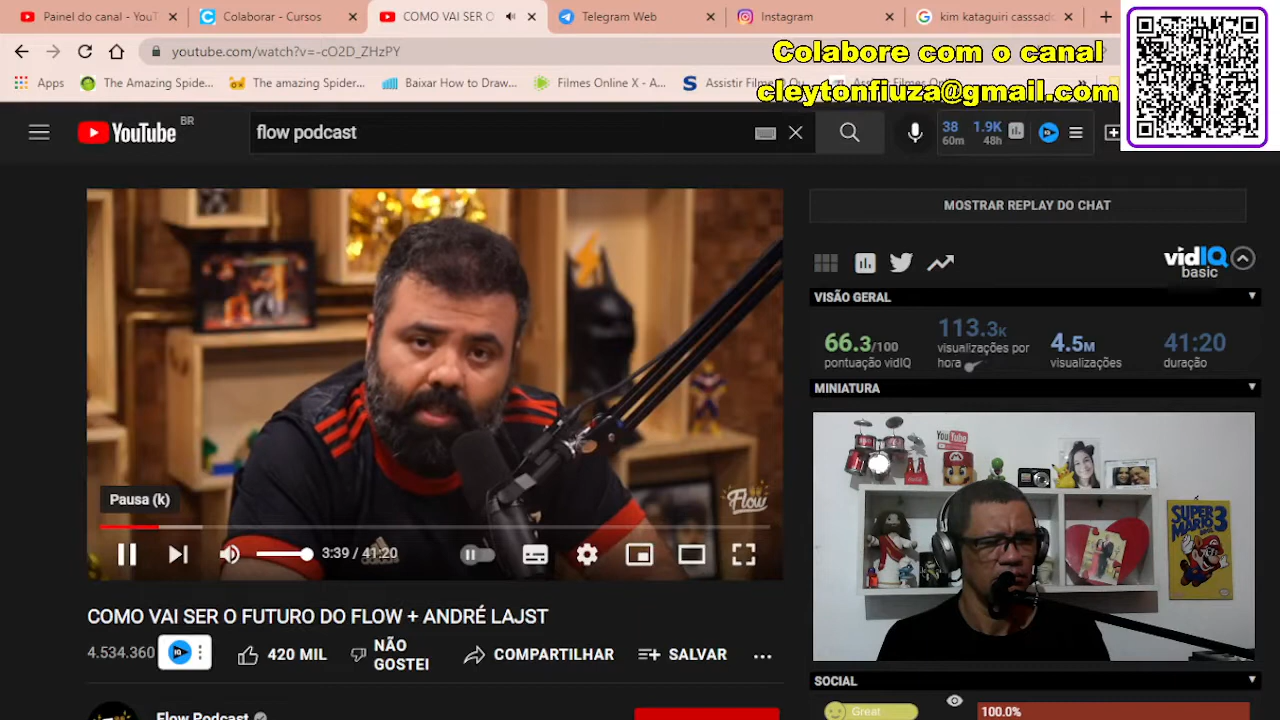 Painel do canal - YouT
Colaborar - Cursos
COMO VAI SER O
Telegram Web
Instagram
kim kataguiri casssad
youtube.com/watch?v=-cO2D_ZHzPY
Colabore com o canal
Apps
The Amazing Spide...
The amazing Spider...
Baixar How to Draw...
Filmes Online X - A...
cleytonfiuza@gmail.com
YouTube
BR
flow podcast
38
60m
1.9K
48h
MOSTRAR REPLAY DO CHAT
vidIQ
basic
VISÃO GERAL
66.3/100
pontuação vidIQ
113.3K
visualizações por
hora
4.5M
visualizações
41:20
duração
MINIATURA
YouTube
SUPER
MARIO
3
Flow
Pausa (k)
3:39 / 41:20
adidas
COMO VAI SER O FUTURO DO FLOW + ANDRÉ LAJST
4.534.360
IQ
420 MIL
NÃO
GOSTEI
COMPARTILHAR
SALVAR
SOCIAL
Great
100.0%
Flow Podcast